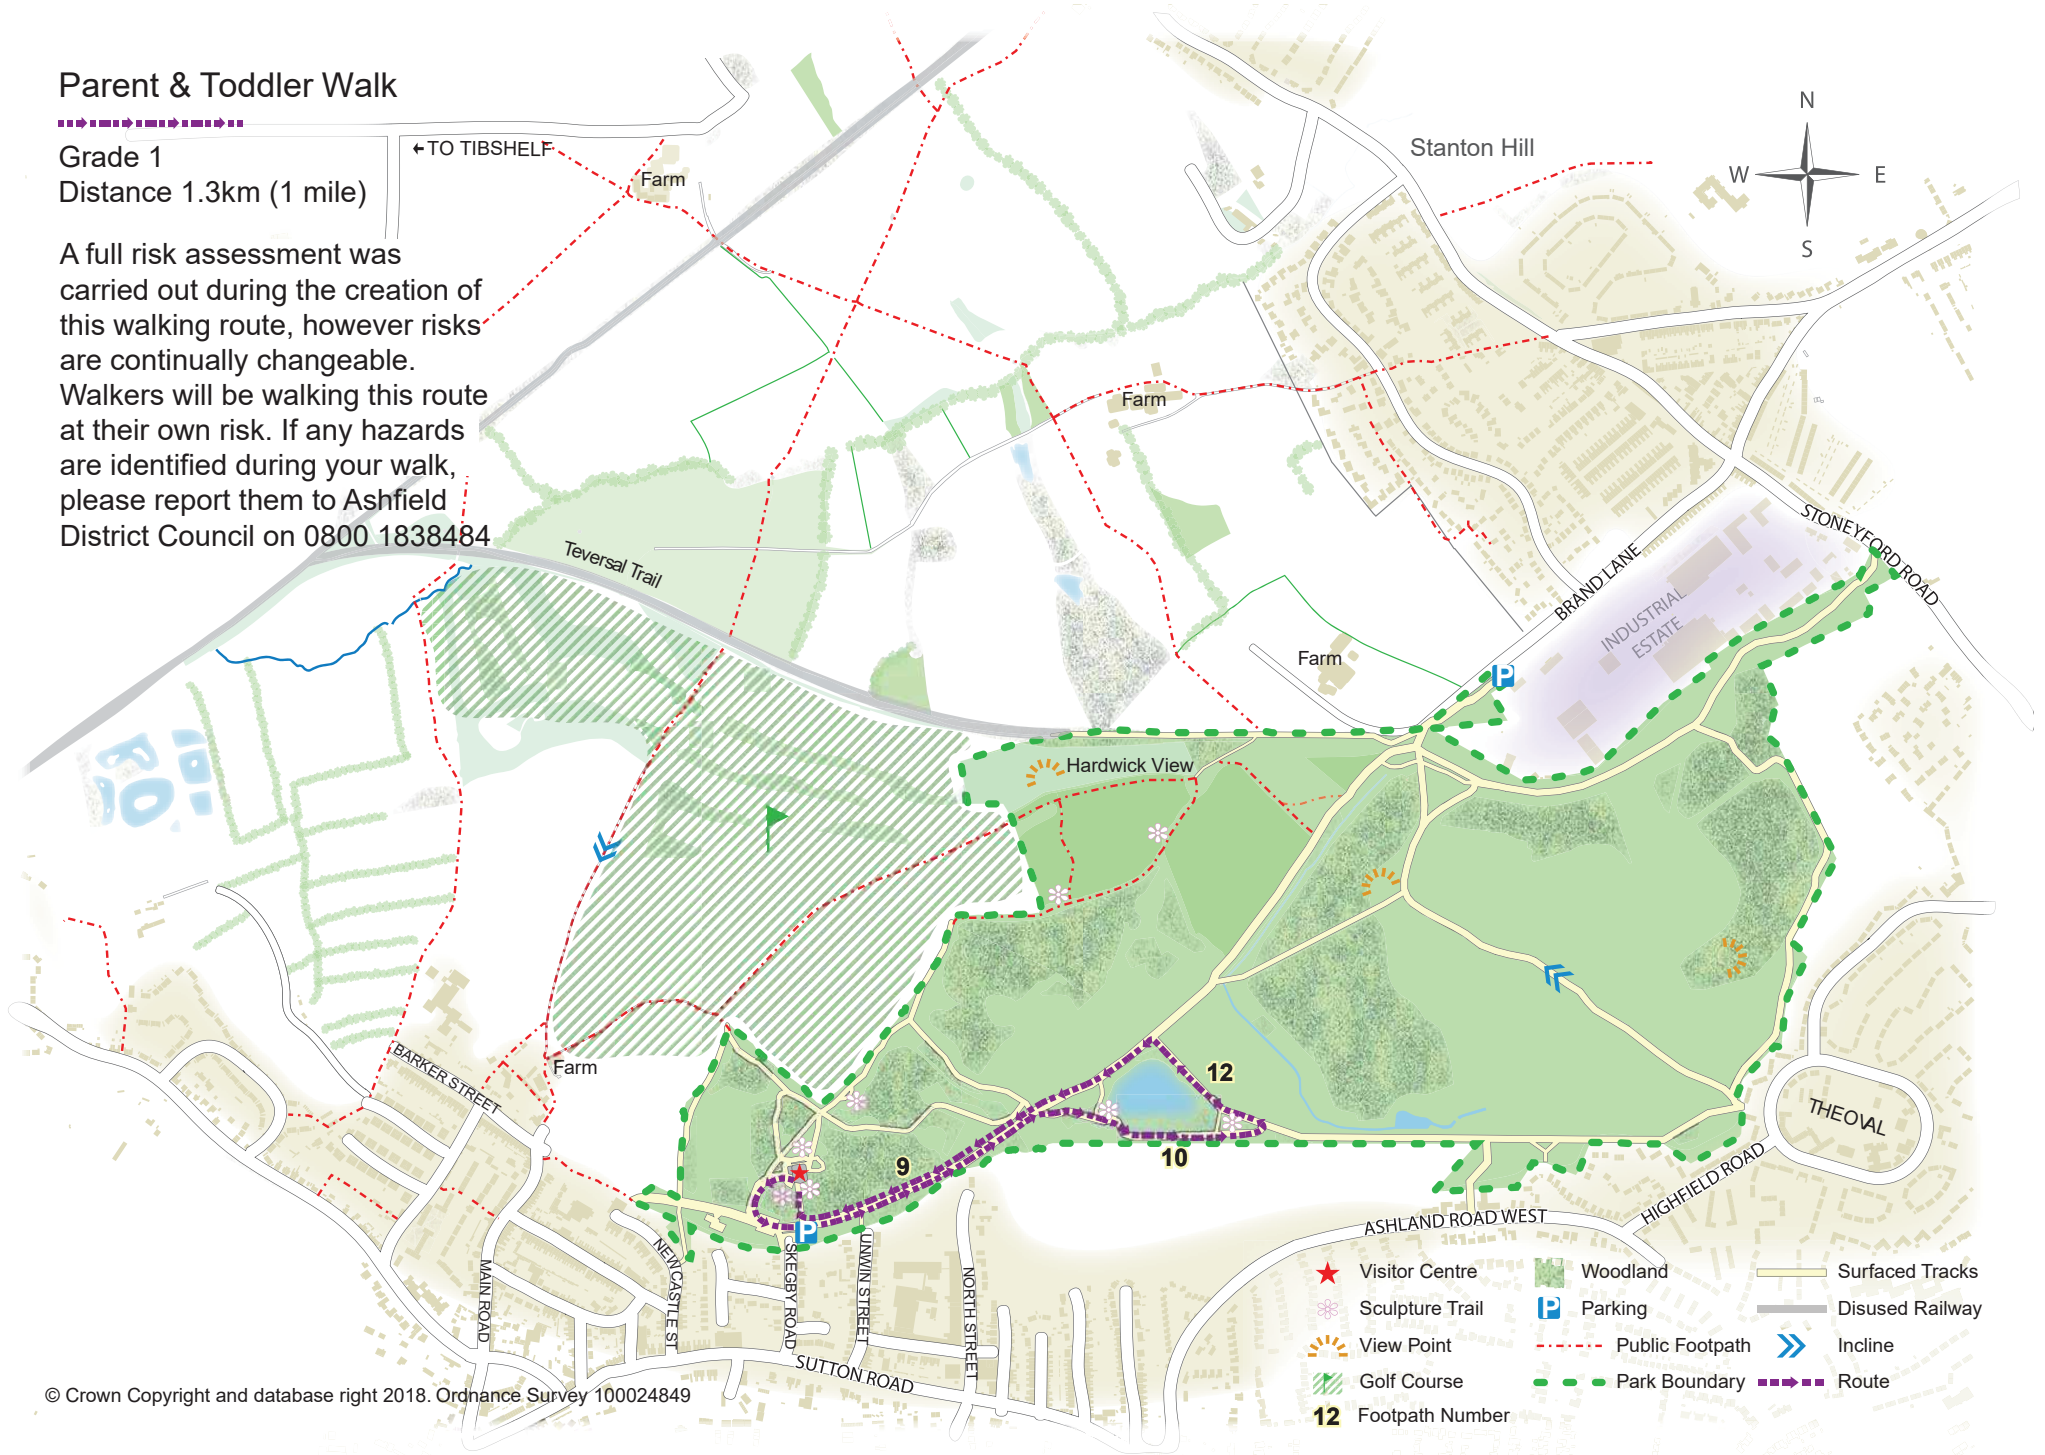 Parent & Toddler Walk
Grade 1
Distance 1.3km (1 mile)
A full risk assessment was
carried out during the creation of
this walking route, however risks
are continually changeable.
Walkers will be walking this route
at their own risk. If any hazards
are identified during your walk,
please report them to Ashfield
District Council on 0800 1838484
TO TIBSHELF
Farm
Stanton Hill
N
W
E
S
Farm
Teversal Trail
STONEYFORD ROAD
BRAND LANE
INDUSTRIAL
ESTATE
Farm
P
Hardwick View
Farm
BARKER STREET
12
THE OVAL
10
9
P
HIGHFIELD ROAD
ASHLAND ROAD WEST
MAIN ROAD
NEWCASTLE ST
SKEGBY ROAD
UNWIN STREET
NORTH STREET
SUTTON ROAD
Visitor Centre
Woodland
Surfaced Tracks
Sculpture Trail
P Parking
Disused Railway
View Point
Public Footpath
Incline
Golf Course
Park Boundary
Route
12 Footpath Number
© Crown Copyright and database right 2018. Ordnance Survey 100024849